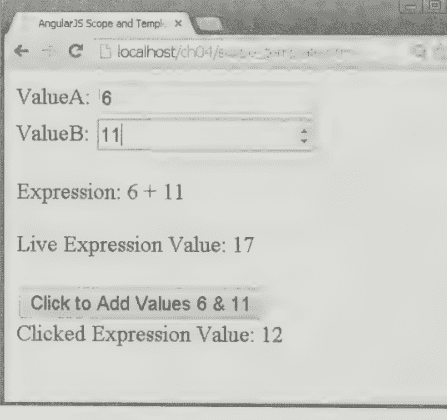 AngularJS Scope and Templ
localhost/ch04/
ValueA: 6
ValueB: 11
Expression: 6 + 11
Live Expression Value: 17
Click to Add Values 6 & 11
Clicked Expression Value: 12